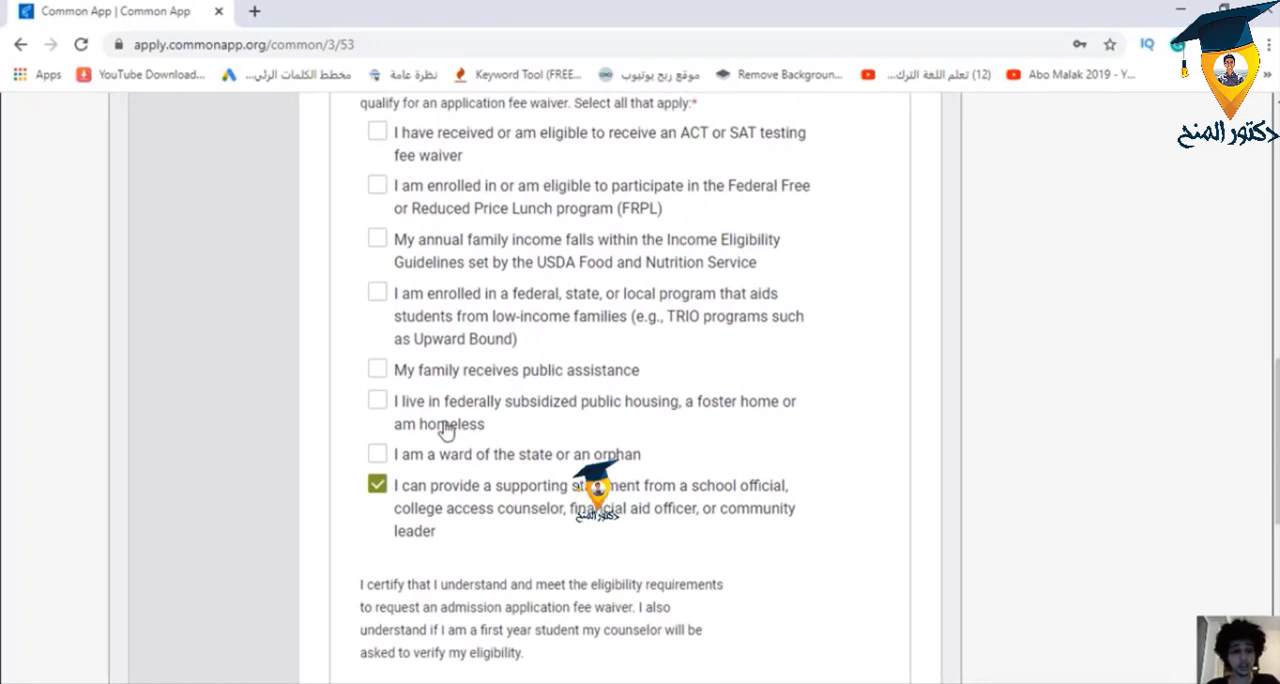 Common App | Common App
apply.commonapp.org/common/3/53
Apps YouTube Download... مخطط الكلمات الرئي... نظرة عامة Keyword Tool (FREE... موقع ربح يوتيوب Remove Backgroun... (12) تعلم اللغة الترك... Abo Malak 2019 - Y... »
دكتور المنح
qualify for an application fee waiver. Select all that apply:*
I have received or am eligible to receive an ACT or SAT testing
fee waiver
I am enrolled in or am eligible to participate in the Federal Free
or Reduced Price Lunch program (FRPL)
My annual family income falls within the Income Eligibility
Guidelines set by the USDA Food and Nutrition Service
I am enrolled in a federal, state, or local program that aids
students from low-income families (e.g., TRIO programs such
as Upward Bound)
My family receives public assistance
I live in federally subsidized public housing, a foster home or
am homeless
I am a ward of the state or an orphan
I can provide a supporting statement from a school official,
college access counselor, financial aid officer, or community
leader
دكتور المنح
I certify that I understand and meet the eligibility requirements
to request an admission application fee waiver. I also
understand if I am a first year student my counselor will be
asked to verify my eligibility.